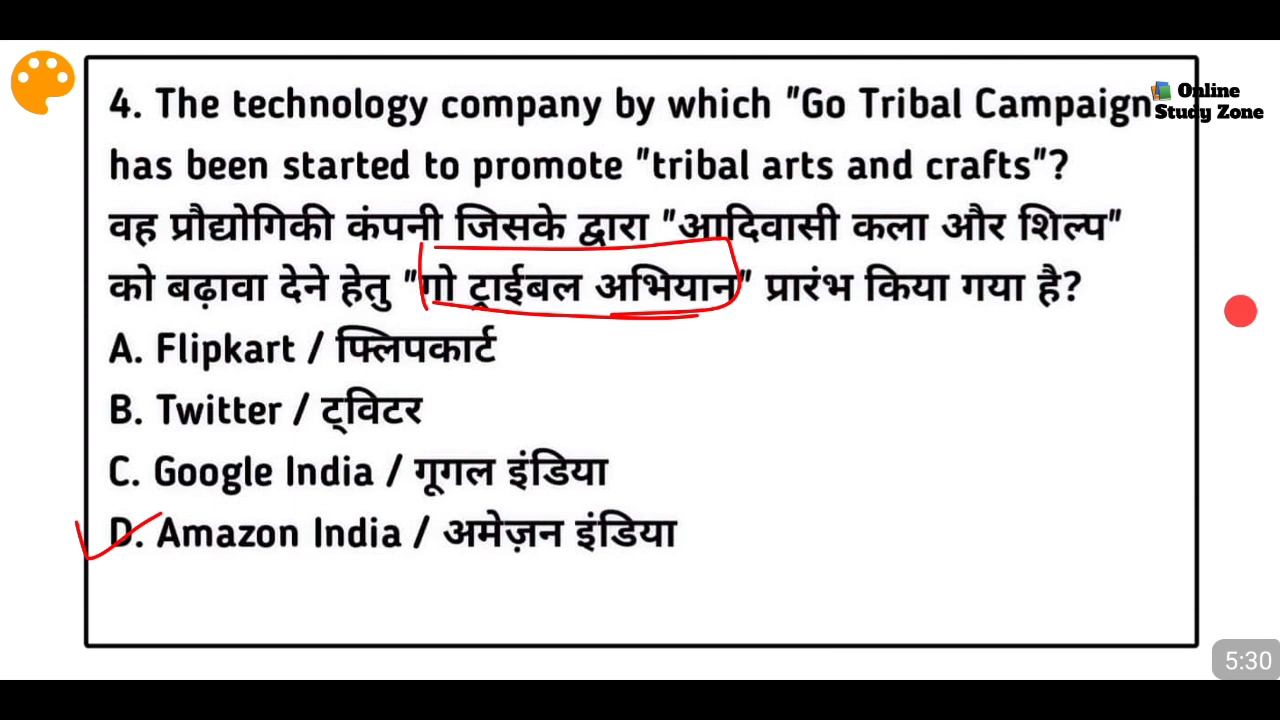 4. The technology company by which "Go Tribal Campaign
has been started to promote "tribal arts and crafts"?
वह प्रौद्योगिकी कंपनी जिसके द्वारा "आदिवासी कला और शिल्प"
को बढ़ावा देने हेतु "गो ट्राईबल अभियान" प्रारंभ किया गया है?
A. Flipkart / फ्लिपकार्ट
B. Twitter / ट्विटर
C. Google India / गूगल इंडिया
D. Amazon India / अमेज़न इंडिया
Online
Study Zone
5:30